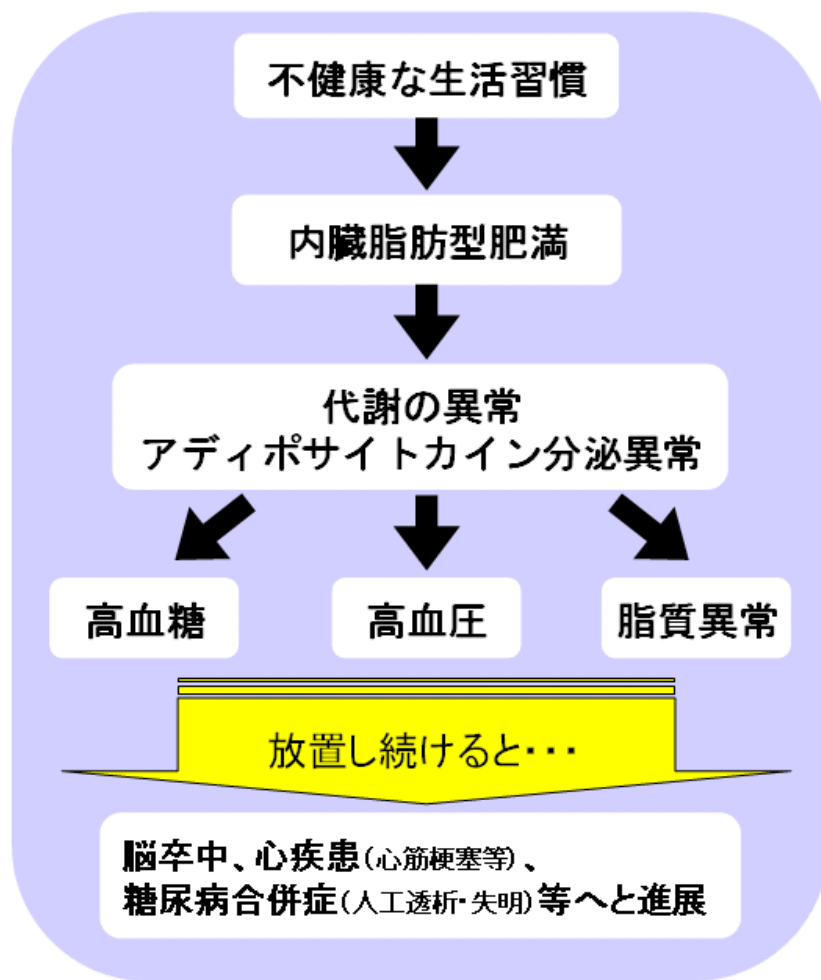 不健康な生活習慣
内臓脂肪型肥満
代謝の異常
アディポサイトカイン分泌異常
高血糖
高血圧
脂質異常
放置し続けると・・・
脳卒中、心疾患(心筋梗塞等)、
糖尿病合併症(人工透析・失明)等へと進展